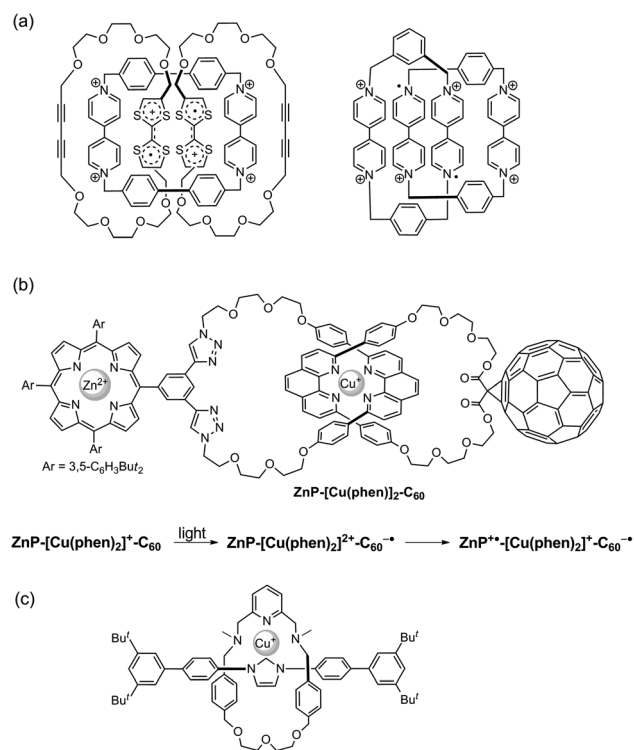 (a)
O O O O
O O O O
N N N N N N
S S S S
S S S S
N N N N N N
O O O O
O O O O
(b)
Ar
Ar
Ar
N N
N N
Zn²⁺
N N N
N N N
O O O O
O O O O
N N
Cu⁺
N N
O O
O O
O O O O
O O O O
Ar = 3,5-C₆H₃Buᵗ₂
ZnP-[Cu(phen)]₂-C₆₀
ZnP-[Cu(phen)₂]⁺-C₆₀ light ZnP-[Cu(phen)₂]²⁺-C₆₀⁻• ZnP⁺•-[Cu(phen)₂]⁺-C₆₀⁻•
(c)
N
Buᵗ N Cu⁺ N Buᵗ
N N
Buᵗ Buᵗ
O O
O O